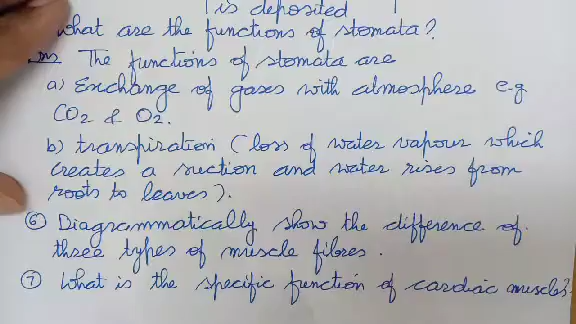 is deposited
what are the functions of stomata?
Ans The functions of stomata are
a) Exchange of gases with atmosphere e.g
CO2 & O2.
b) transpiration (loss of water vapour which
creates a suction and water rises from
roots to leaves).
⑥ Diagrammatically show the difference of
three types of muscle fibres.
⑦ What is the specific function of cardiac muscle?